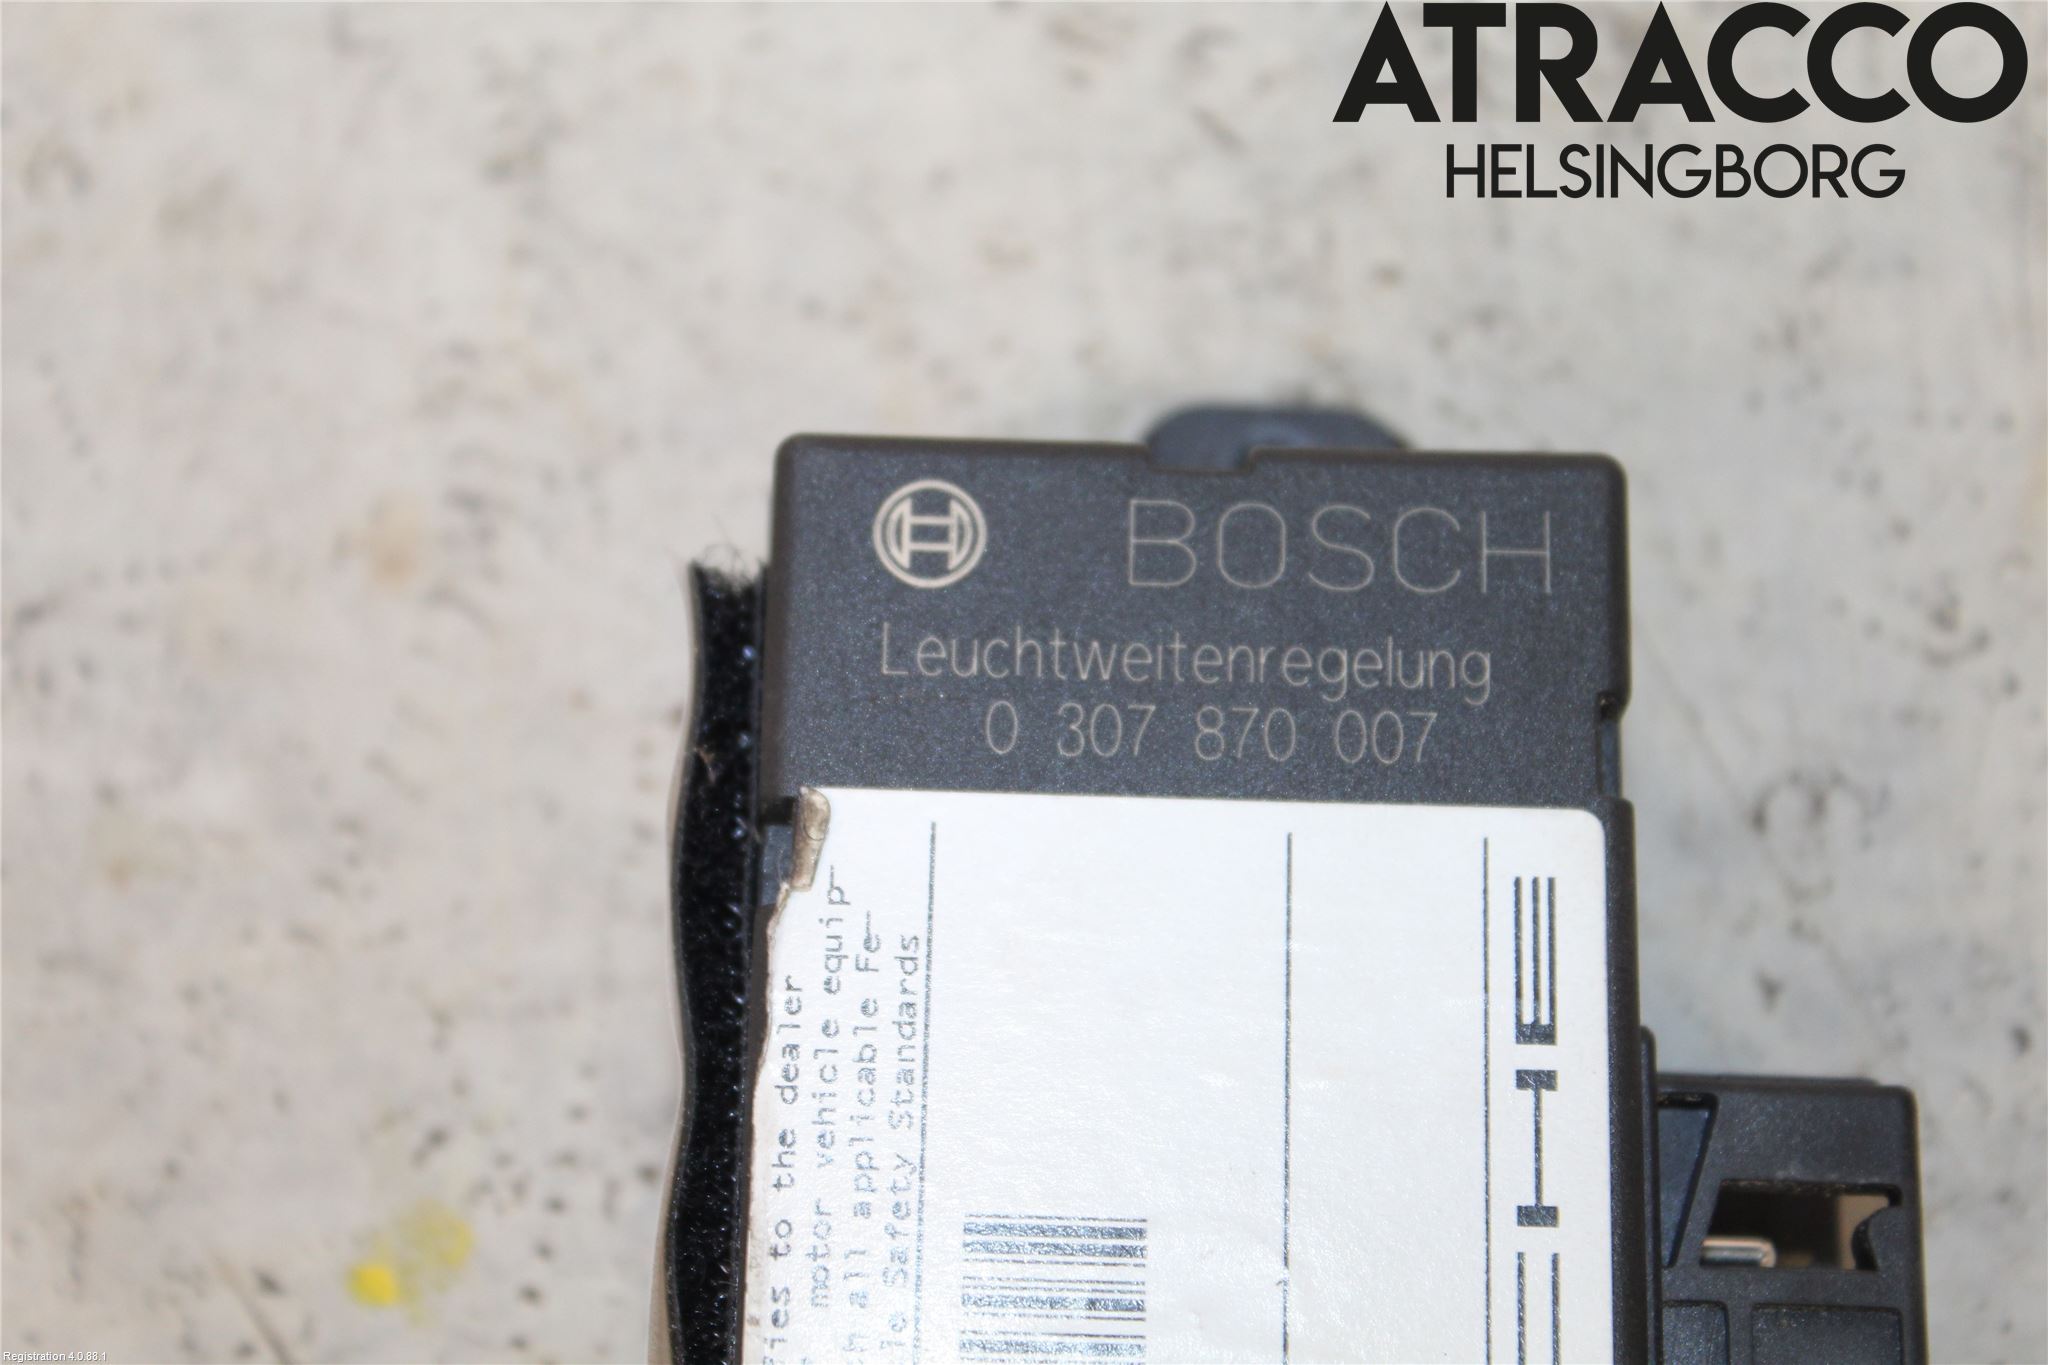 ATRACCO
HELSINGBORG
BOSCH
Leuchtweitenregelung
0 307 870 007
to the dealer
motor vehicle equip
all applicable Fe-
Safety Standards
Registration 4.0.88.1